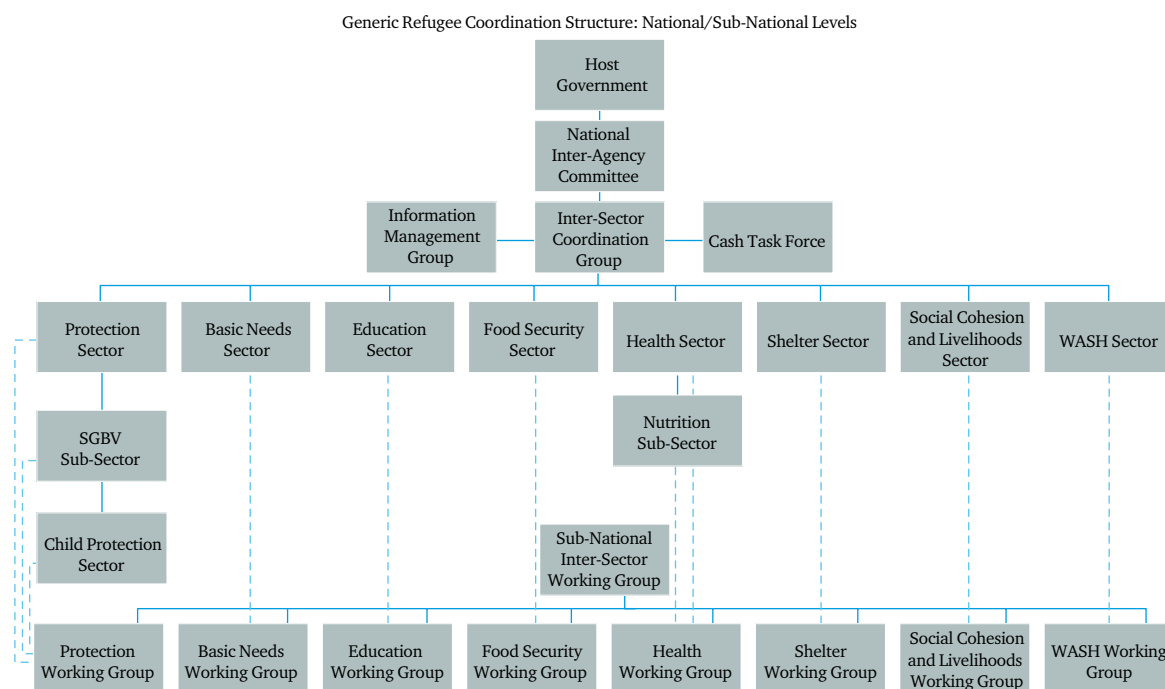 Generic Refugee Coordination Structure: National/Sub-National Levels
Host
Government
National
Inter-Agency
Committee
Information
Management
Group
Inter-Sector
Coordination
Group
Cash Task Force
Protection
Sector
Basic Needs
Sector
Education
Sector
Food Security
Sector
Health Sector
Shelter Sector
Social Cohesion
and Livelihoods
Sector
WASH Sector
SGBV
Sub-Sector
Nutrition
Sub-Sector
Child Protection
Sector
Sub-National
Inter-Sector
Working Group
Protection
Working Group
Basic Needs
Working Group
Education
Working Group
Food Security
Working Group
Health
Working Group
Shelter
Working Group
Social Cohesion
and Livelihoods
Working Group
WASH Working
Group